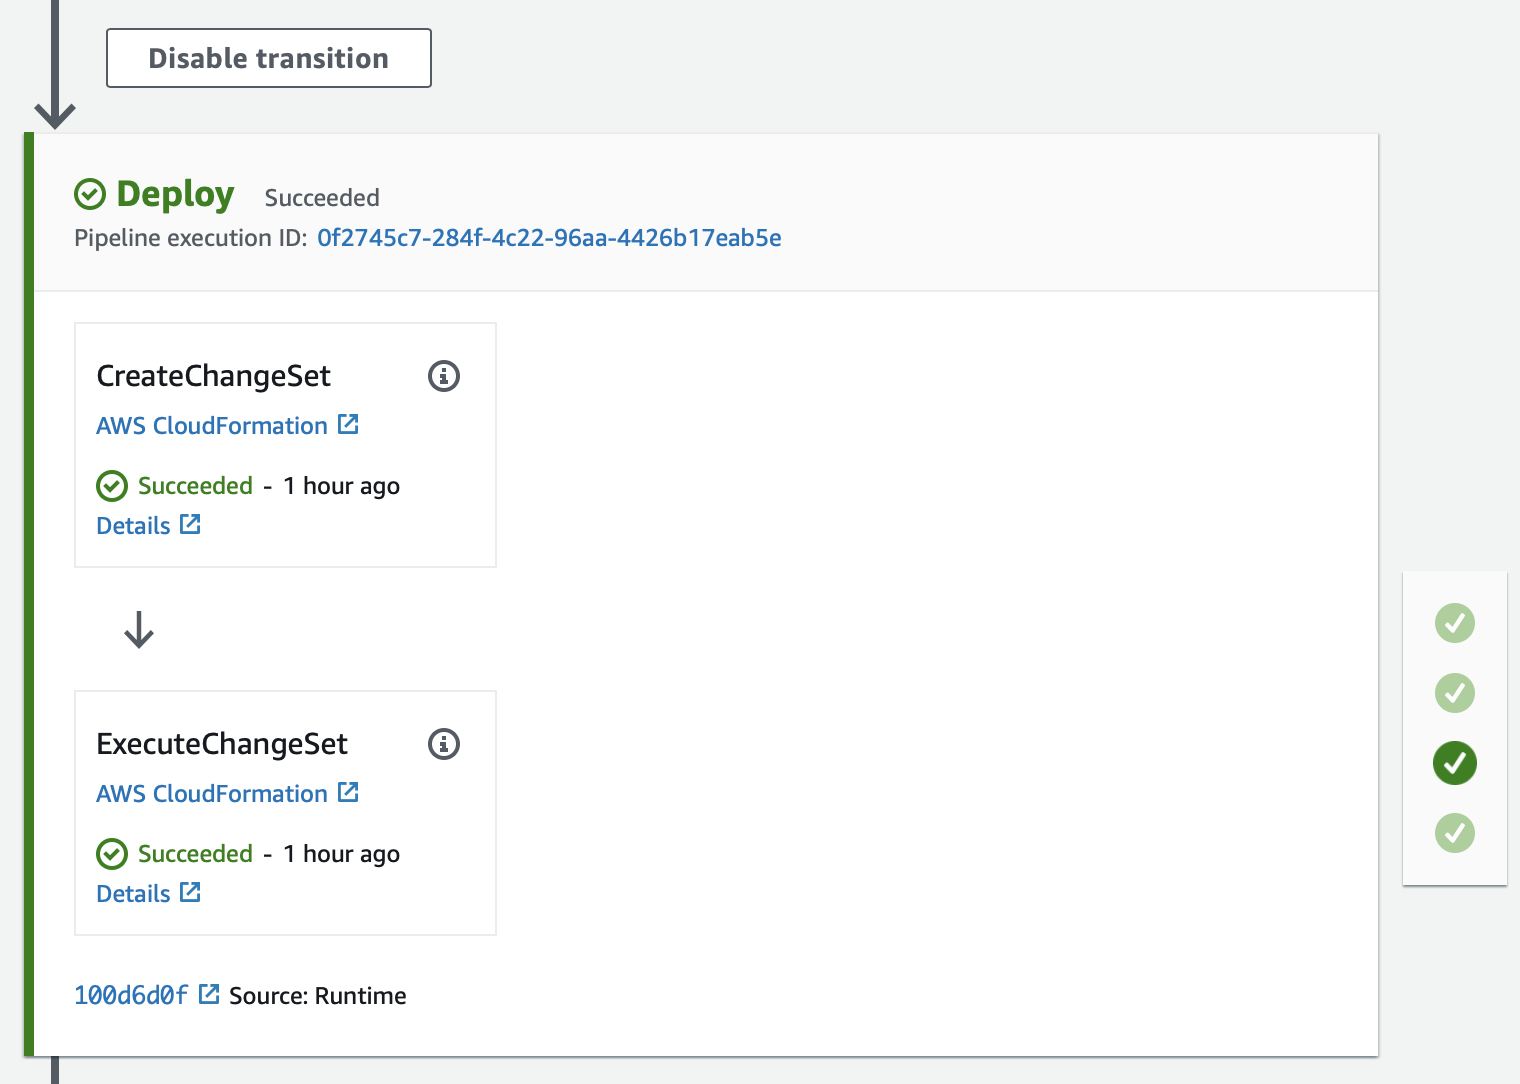 Disable transition
Deploy Succeeded
Pipeline execution ID: 0f2745c7-284f-4c22-96aa-4426b17eab5e
CreateChangeSet
AWS CloudFormation
Succeeded - 1 hour ago
Details
ExecuteChangeSet
AWS CloudFormation
Succeeded - 1 hour ago
Details
100d6d0f Source: Runtime